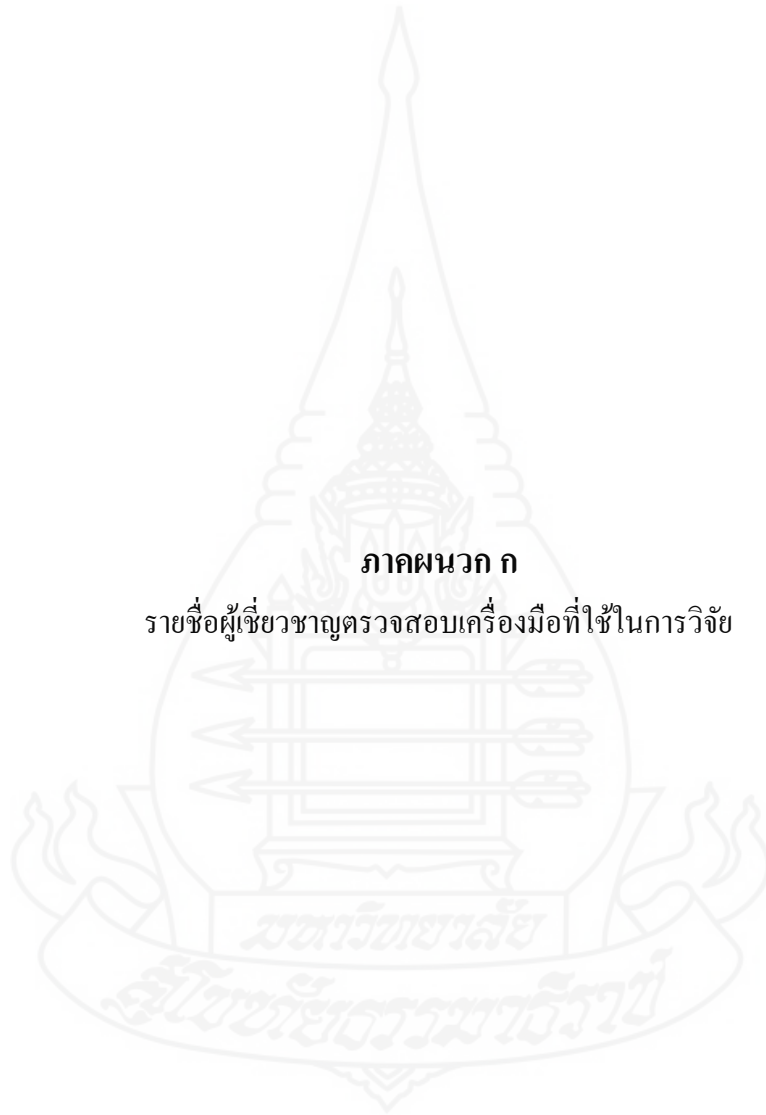 ภาคผนวก ก
รายชื่อผู้เชี่ยวชาญตรวจสอบเครื่องมือที่ใช้ในการวิจัย
มหาวิทยาลัย
สุโขทัยธรรมาธิราช